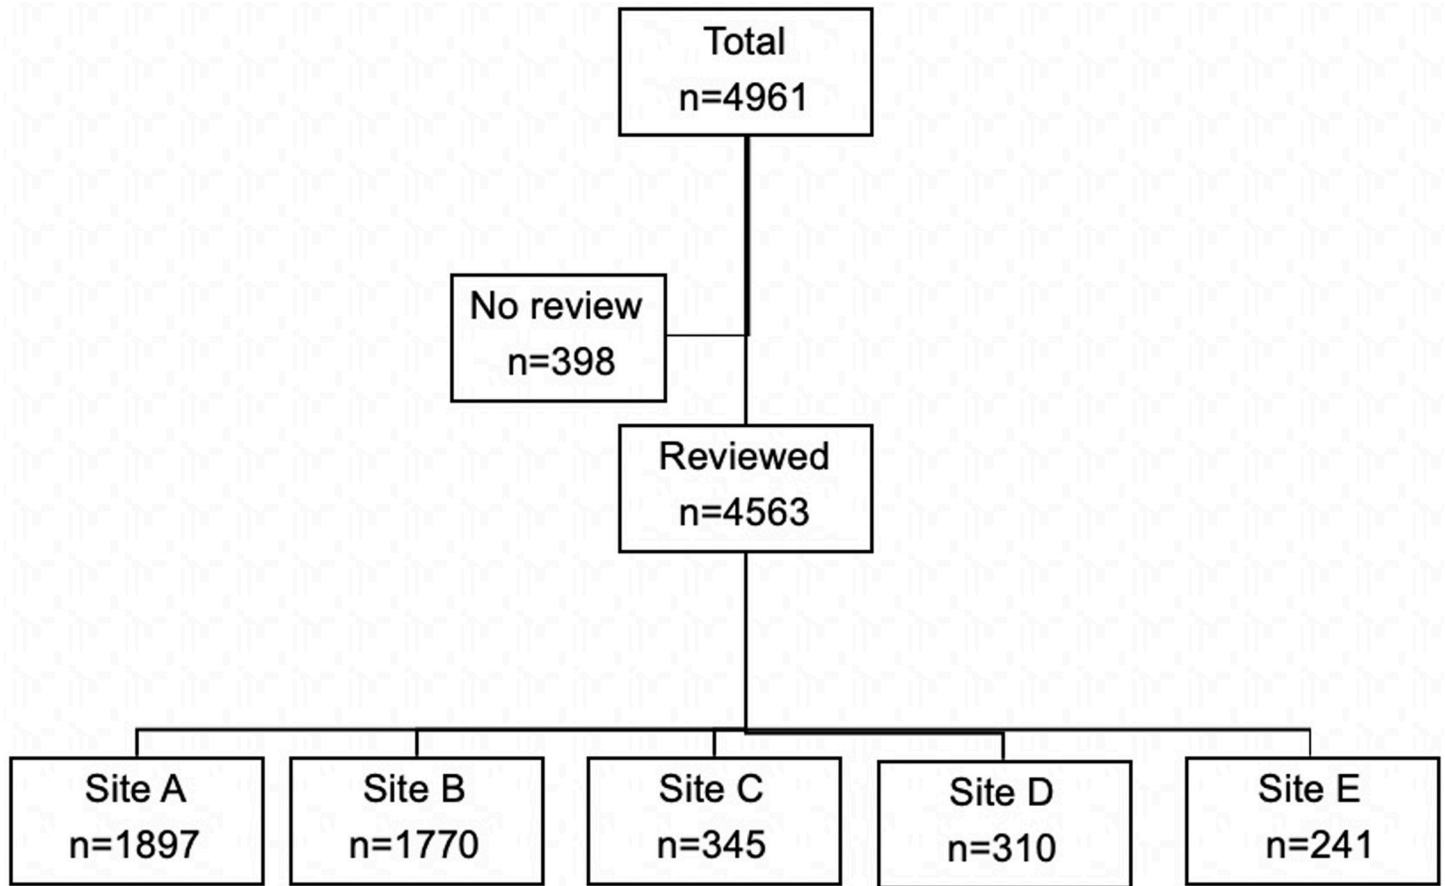 Total
n=4961
No review
n=398
Reviewed
n=4563
Site A
n=1897
Site B
n=1770
Site C
n=345
Site D
n=310
Site E
n=241